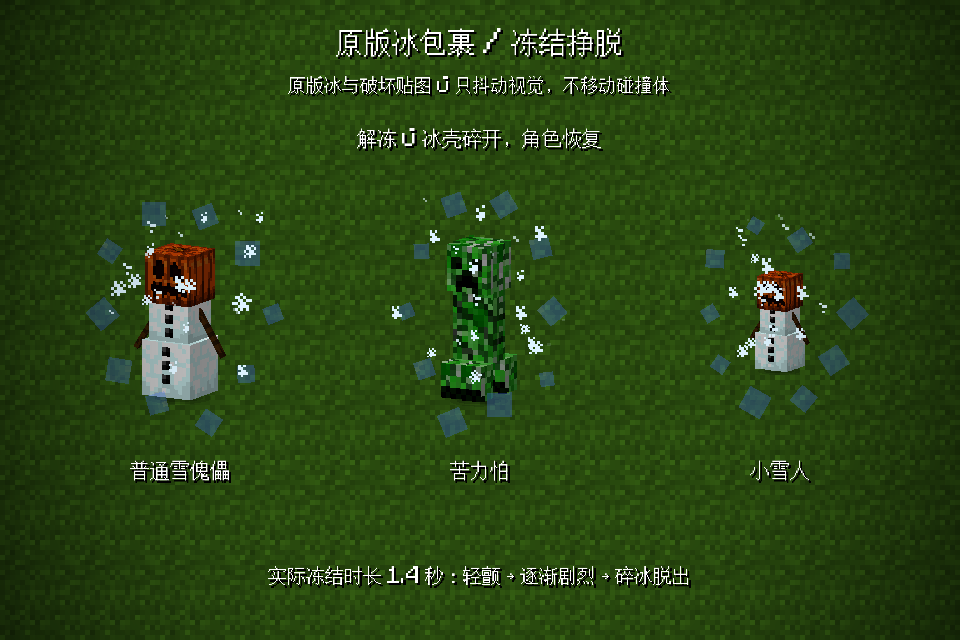 原版冰包裹 / 冻结挣脱
原版冰与破坏贴图 Ü 只抖动视觉，不移动碰撞体
解冻 Ü 冰壳碎开，角色恢复
普通雪傀儡
苦力怕
小雪人
实际冻结时长 1.4 秒：轻颤→逐渐剧烈→碎冰脱出